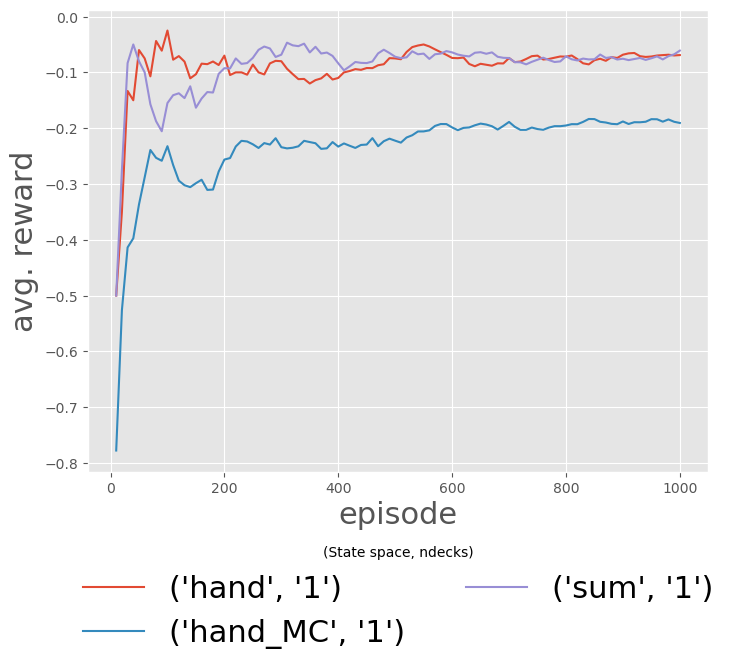 0.0
−0.1
−0.2
−0.3
−0.4
−0.5
−0.6
−0.7
−0.8
avg. reward
0 200 400 600 800 1000
episode
(State space, ndecks)
('hand', '1') ('sum', '1')
('hand_MC', '1')